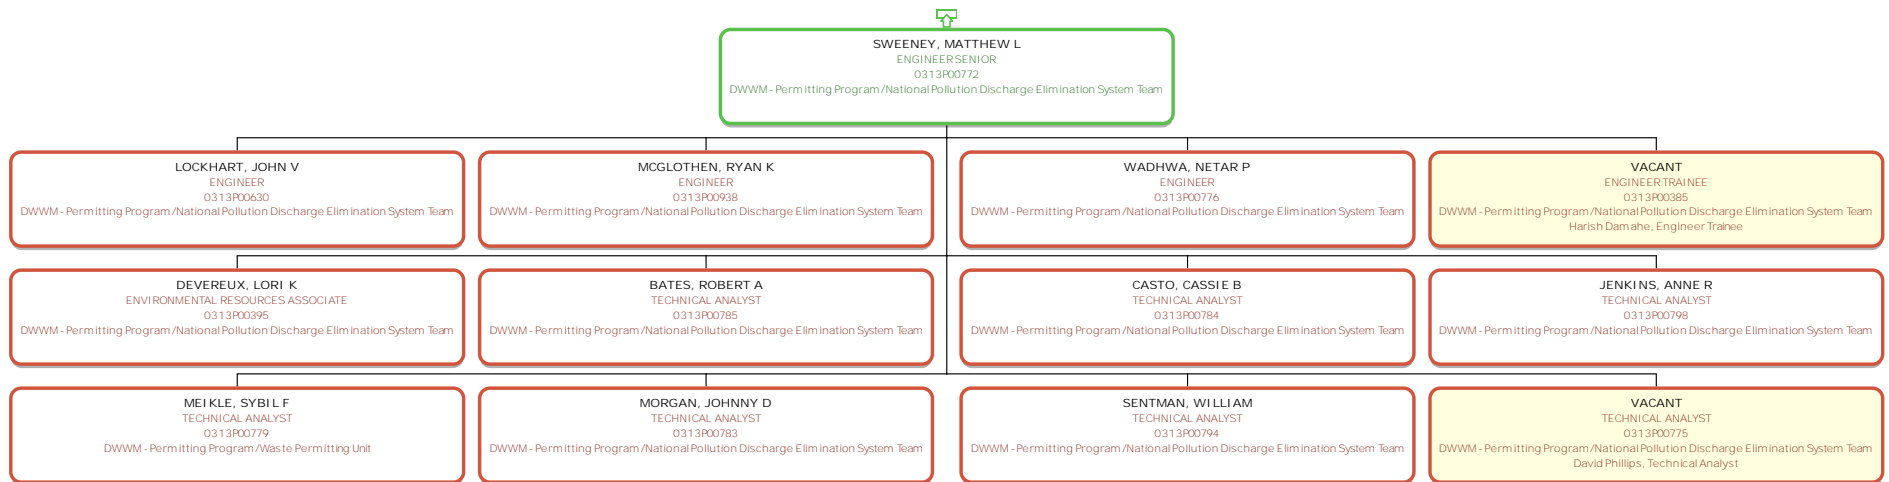 SWEENEY, MATTHEW L
ENGINEER SENIOR
0313P00772
DWWM - Permitting Program/National Pollution Discharge Elimination System Team
LOCKHART, JOHN V
ENGINEER
0313P00630
DWWM - Permitting Program/National Pollution Discharge Elimination System Team
MCGLOTHEN, RYAN K
ENGINEER
0313P00938
DWWM - Permitting Program/National Pollution Discharge Elimination System Team
WADHWA, NETAR P
ENGINEER
0313P00776
DWWM - Permitting Program/National Pollution Discharge Elimination System Team
VACANT
ENGINEER TRAINEE
0313P00385
DWWM - Permitting Program/National Pollution Discharge Elimination System Team
Harish Damahe, Engineer Trainee
DEVEREUX, LORI K
ENVIRONMENTAL RESOURCES ASSOCIATE
0313P00395
DWWM - Permitting Program/National Pollution Discharge Elimination System Team
BATES, ROBERT A
TECHNICAL ANALYST
0313P00785
DWWM - Permitting Program/National Pollution Discharge Elimination System Team
CASTO, CASSIE B
TECHNICAL ANALYST
0313P00784
DWWM - Permitting Program/National Pollution Discharge Elimination System Team
JENKINS, ANNE R
TECHNICAL ANALYST
0313P00798
DWWM - Permitting Program/National Pollution Discharge Elimination System Team
MEIKLE, SYBIL F
TECHNICAL ANALYST
0313P00779
DWWM - Permitting Program/Waste Permitting Unit
MORGAN, JOHNNY D
TECHNICAL ANALYST
0313P00783
DWWM - Permitting Program/National Pollution Discharge Elimination System Team
SENTMAN, WILLIAM
TECHNICAL ANALYST
0313P00794
DWWM - Permitting Program/National Pollution Discharge Elimination System Team
VACANT
TECHNICAL ANALYST
0313P00775
DWWM - Permitting Program/National Pollution Discharge Elimination System Team
David Phillips, Technical Analyst